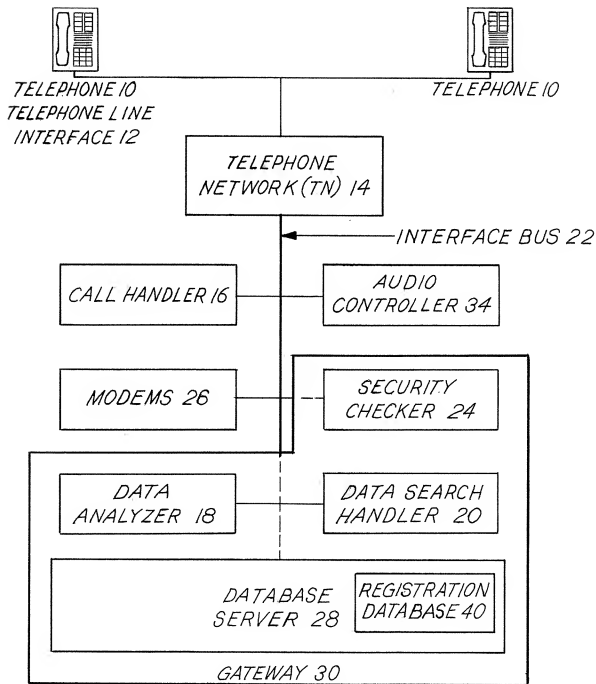 TELEPHONE 10
TELEPHONE LINE
INTERFACE 12
TELEPHONE 10
TELEPHONE
NETWORK (TN) 14
INTERFACE BUS 22
CALL HANDLER 16
AUDIO
CONTROLLER 34
MODEMS 26
SECURITY
CHECKER 24
DATA
ANALYZER 18
DATA SEARCH
HANDLER 20
DATABASE
SERVER 28
REGISTRATION
DATABASE 40
GATEWAY 30